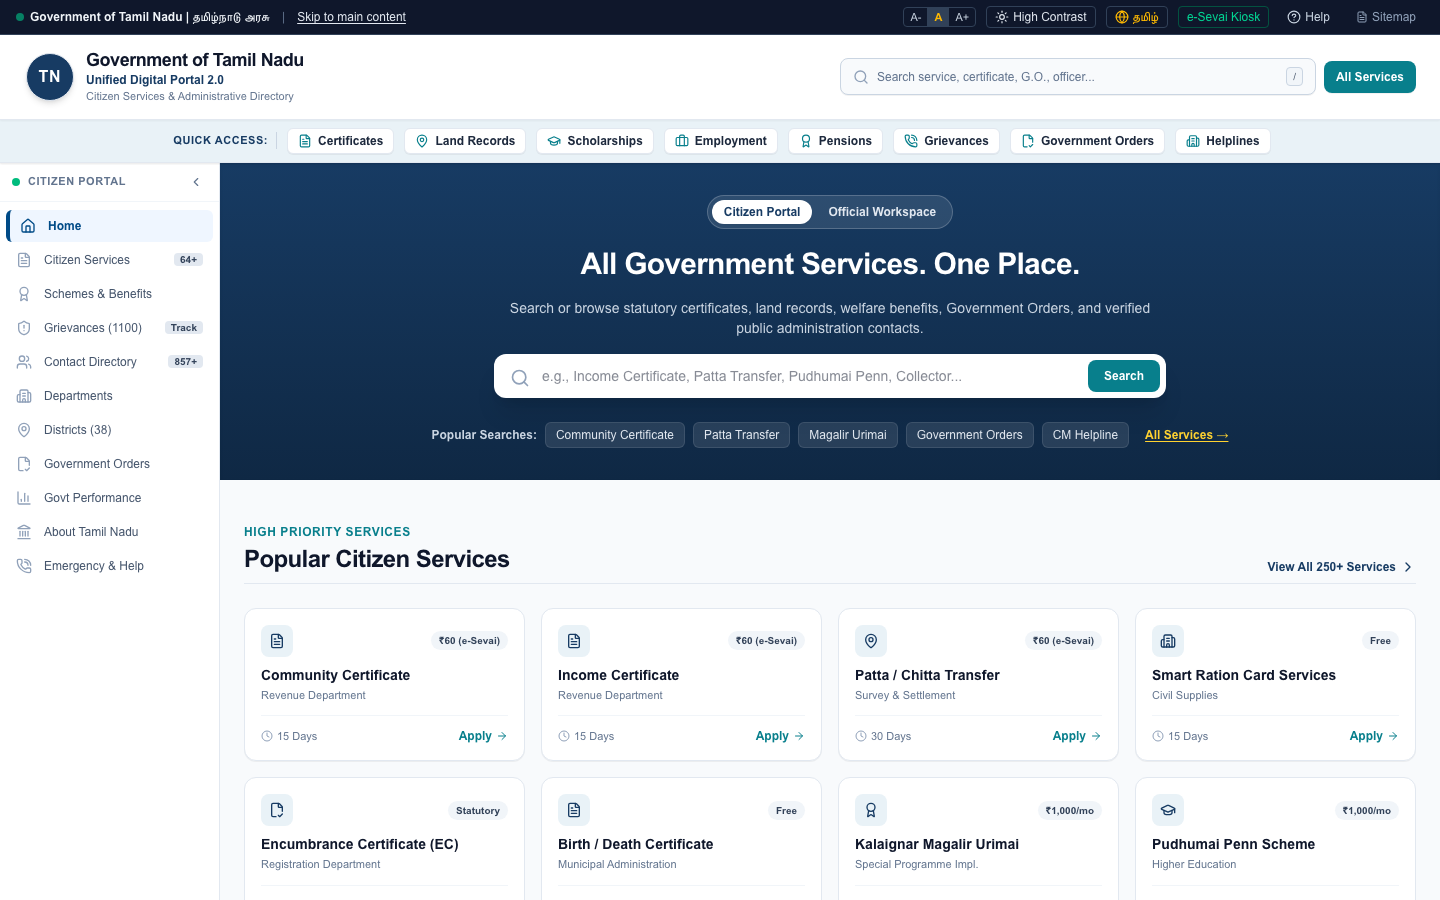 Government of Tamil Nadu | தமிழ்நாடு அரசு | Skip to main content
A- A A+ High Contrast தமிழ் e-Sevai Kiosk Help Sitemap
TN
Government of Tamil Nadu
Unified Digital Portal 2.0
Citizen Services & Administrative Directory
Search service, certificate, G.O., officer... /
All Services
QUICK ACCESS: Certificates Land Records Scholarships Employment Pensions Grievances Government Orders Helplines
CITIZEN PORTAL
Home
Citizen Services 64+
Schemes & Benefits
Grievances (1100) Track
Contact Directory 857+
Departments
Districts (38)
Government Orders
Govt Performance
About Tamil Nadu
Emergency & Help
Citizen Portal Official Workspace
All Government Services. One Place.
Search or browse statutory certificates, land records, welfare benefits, Government Orders, and verified
public administration contacts.
e.g., Income Certificate, Patta Transfer, Pudhumai Penn, Collector... Search
Popular Searches: Community Certificate Patta Transfer Magalir Urimai Government Orders CM Helpline All Services →
HIGH PRIORITY SERVICES
Popular Citizen Services
View All 250+ Services
₹60 (e-Sevai)
Community Certificate
Revenue Department
15 Days Apply →
₹60 (e-Sevai)
Income Certificate
Revenue Department
15 Days Apply →
₹60 (e-Sevai)
Patta / Chitta Transfer
Survey & Settlement
30 Days Apply →
Free
Smart Ration Card Services
Civil Supplies
15 Days Apply →
Statutory
Encumbrance Certificate (EC)
Registration Department
Free
Birth / Death Certificate
Municipal Administration
₹1,000/mo
Kalaignar Magalir Urimai
Special Programme Impl.
₹1,000/mo
Pudhumai Penn Scheme
Higher Education